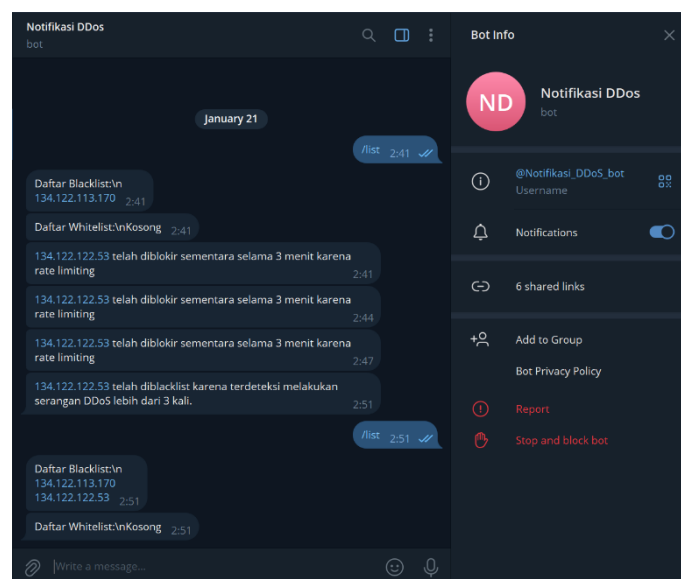 Notifikasi DDos
bot
January 21
/list 2:41
Daftar Blacklist:\n
134.122.113.170 2:41
Daftar Whitelist:\nKosong 2:41
134.122.122.53 telah diblokir sementara selama 3 menit karena
rate limiting 2:41
134.122.122.53 telah diblokir sementara selama 3 menit karena
rate limiting 2:44
134.122.122.53 telah diblokir sementara selama 3 menit karena
rate limiting 2:47
134.122.122.53 telah diblacklist karena terdeteksi melakukan
serangan DDoS lebih dari 3 kali. 2:51
/list 2:51
Daftar Blacklist:\n
134.122.113.170
134.122.122.53 2:51
Daftar Whitelist:\nKosong 2:51
Write a message...
Bot Info
ND
Notifikasi DDos
bot
@Notifikasi_DDoS_bot
Username
Notifications
6 shared links
Add to Group
Bot Privacy Policy
Report
Stop and block bot